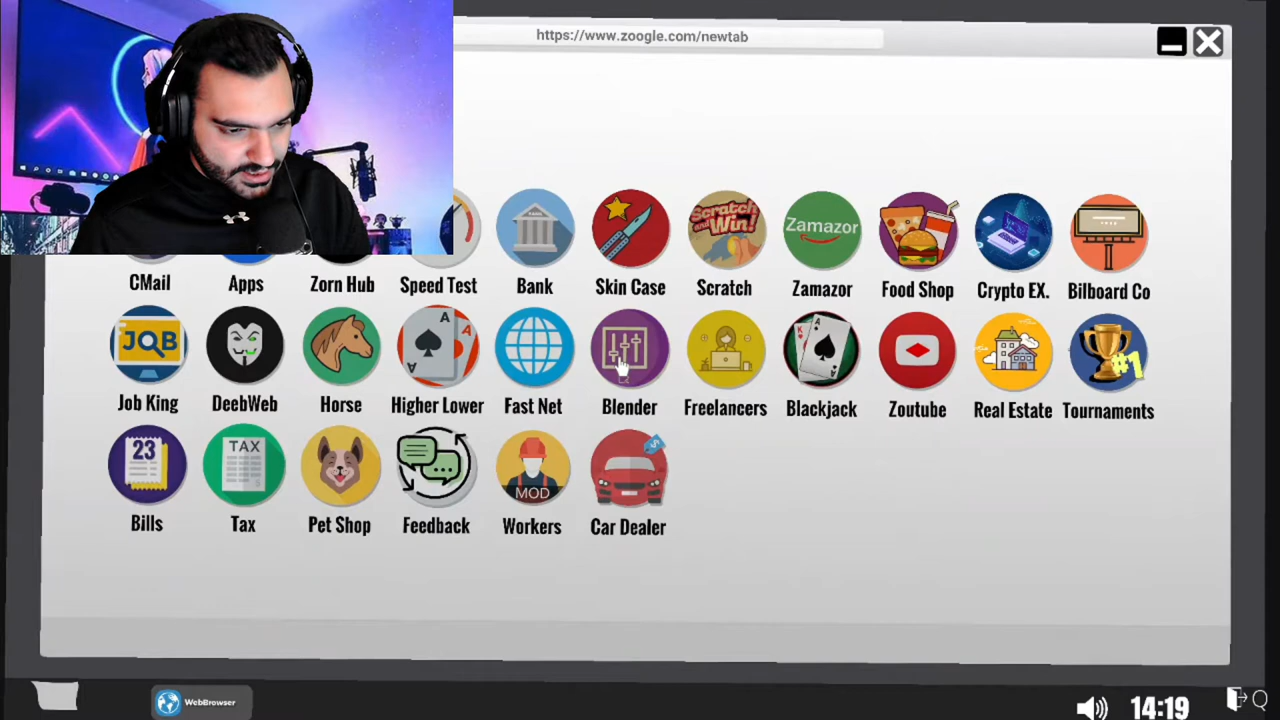 https://www.zoogle.com/newtab
Scratch and Win!
Zamazor
CMail
Apps
Zorn Hub
Speed Test
Bank
Skin Case
Scratch
Zamazor
Food Shop
Crypto EX.
Bilboard Co
JOB
A
A
A
K
A
#1
Job King
DeebWeb
Horse
Higher Lower
Fast Net
Blender
Freelancers
Blackjack
Zoutube
Real Estate
Tournaments
23
TAX
MOD
$
Bills
Tax
Pet Shop
Feedback
Workers
Car Dealer
WebBrowser
14:19
Q